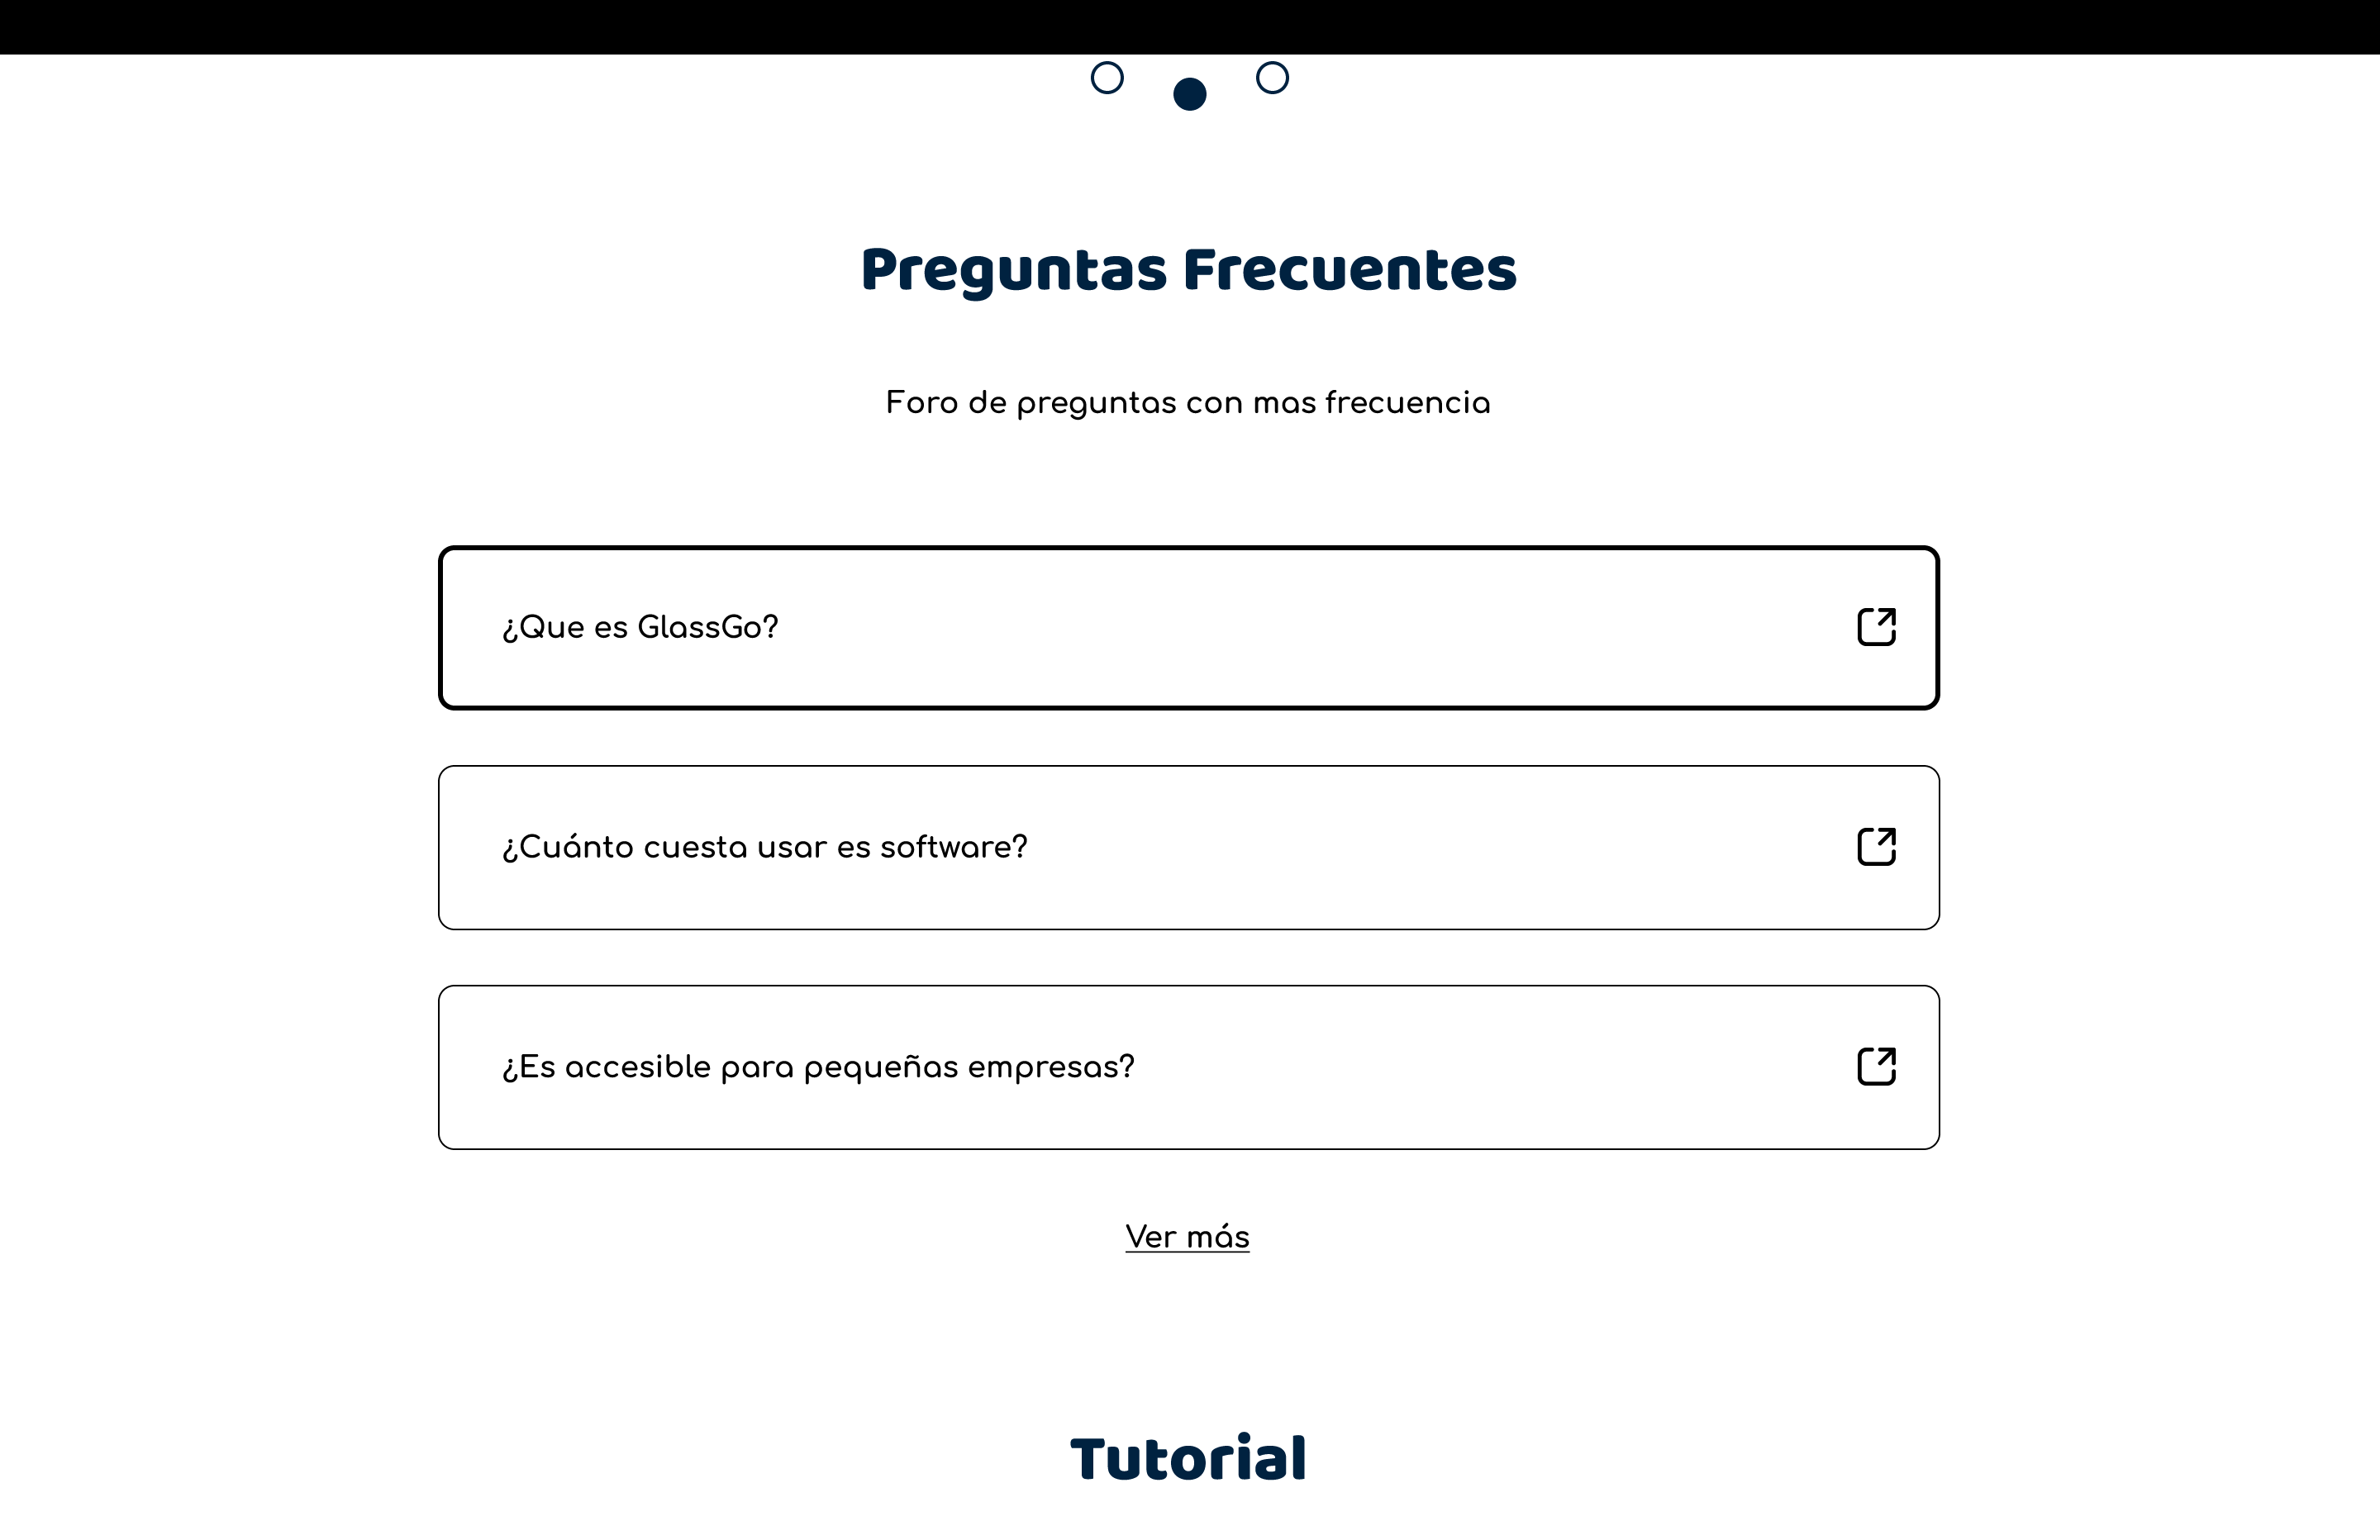 Preguntas Frecuentes
Foro de preguntas con mas frecuencia
¿Que es GlassGo?
¿Cuánto cuesta usar es software?
¿Es accesible para pequeñas empresas?
Ver más
Tutorial